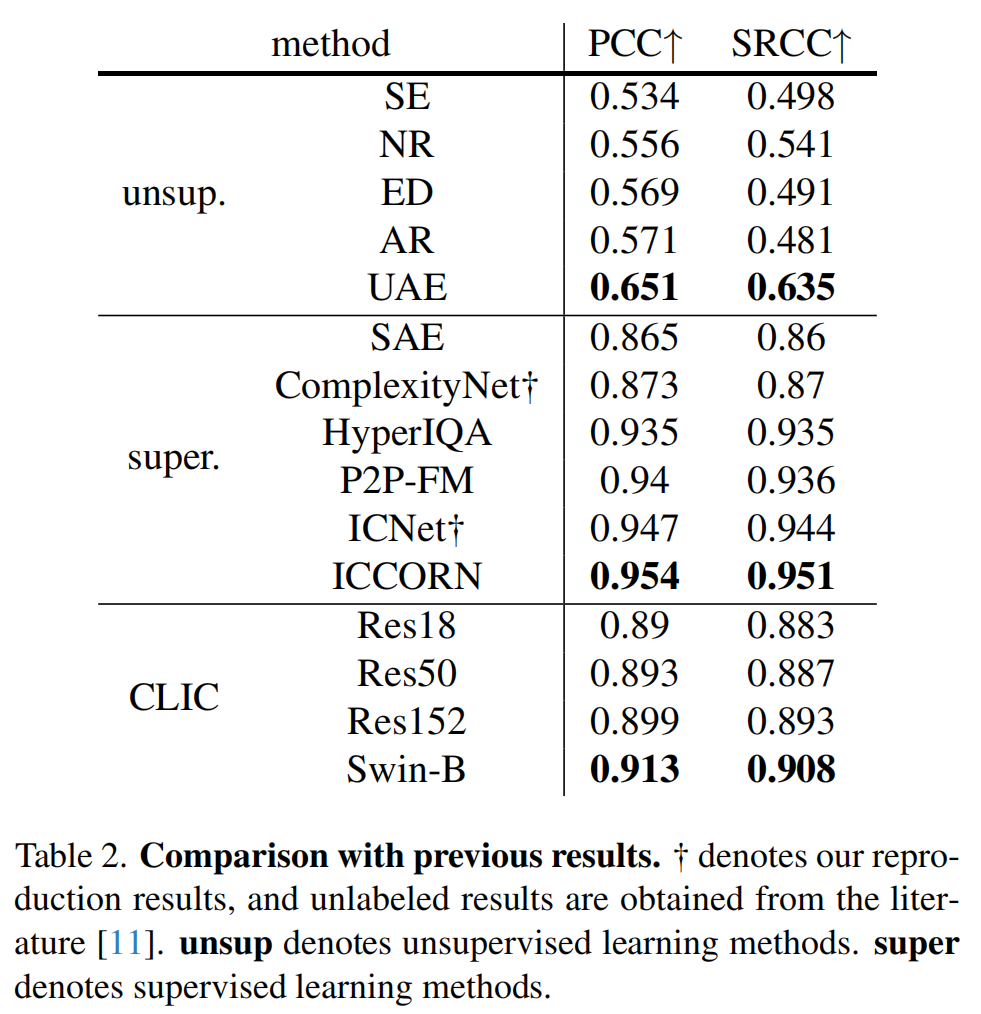 method PCC↑ SRCC↑
SE 0.534 0.498
NR 0.556 0.541
unsup. ED 0.569 0.491
AR 0.571 0.481
UAE 0.651 0.635
SAE 0.865 0.86
ComplexityNet† 0.873 0.87
HyperIQA 0.935 0.935
super.
P2P-FM 0.94 0.936
ICNet† 0.947 0.944
ICCORN 0.954 0.951
Res18 0.89 0.883
Res50 0.893 0.887
CLIC
Res152 0.899 0.893
Swin-B 0.913 0.908
Table 2. Comparison with previous results. † denotes our repro-
duction results, and unlabeled results are obtained from the liter-
ature [11]. unsup denotes unsupervised learning methods. super
denotes supervised learning methods.